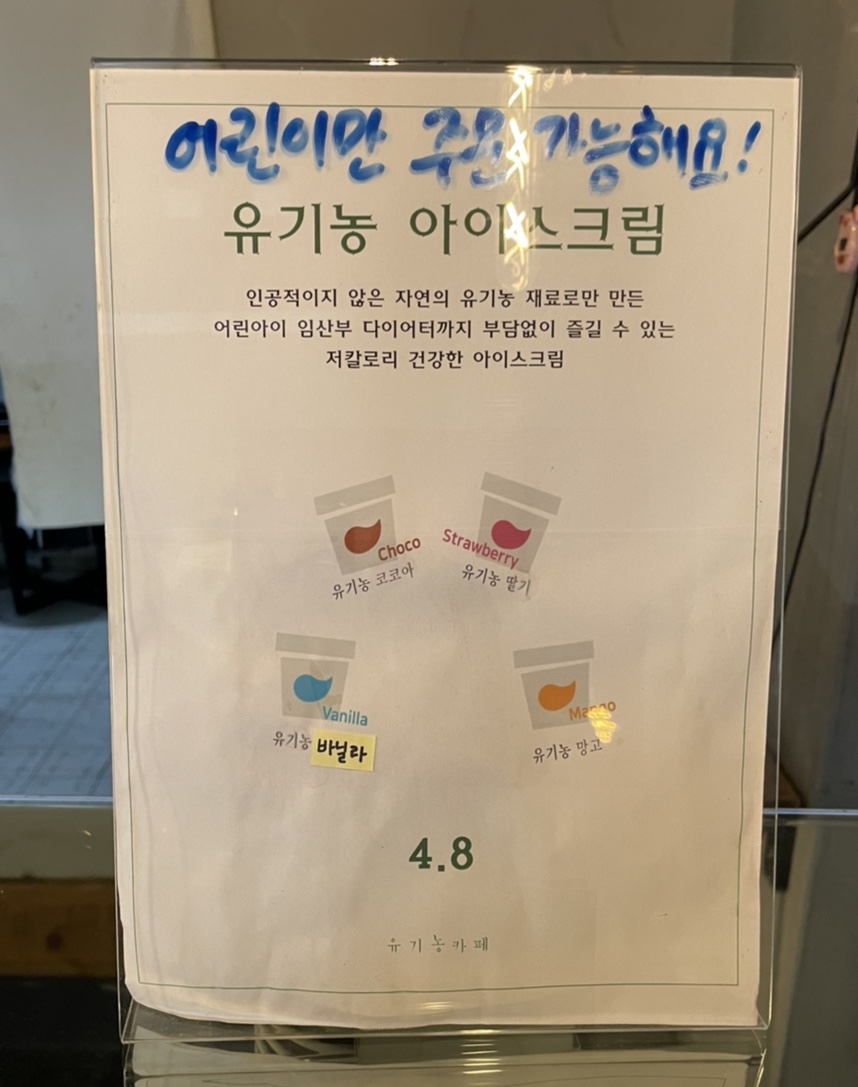 어린이만 주문 가능해요!
유기농 아이스크림
인공적이지 않은 자연의 유기농 재료로만 만든
어린아이 임산부 다이어터까지 부담없이 즐길 수 있는
저칼로리 건강한 아이스크림
Choco
유기농 코코아
Strawberry
유기농 딸기
Vanilla
유기농 바닐라
Mango
유기농 망고
4.8
유기농카페